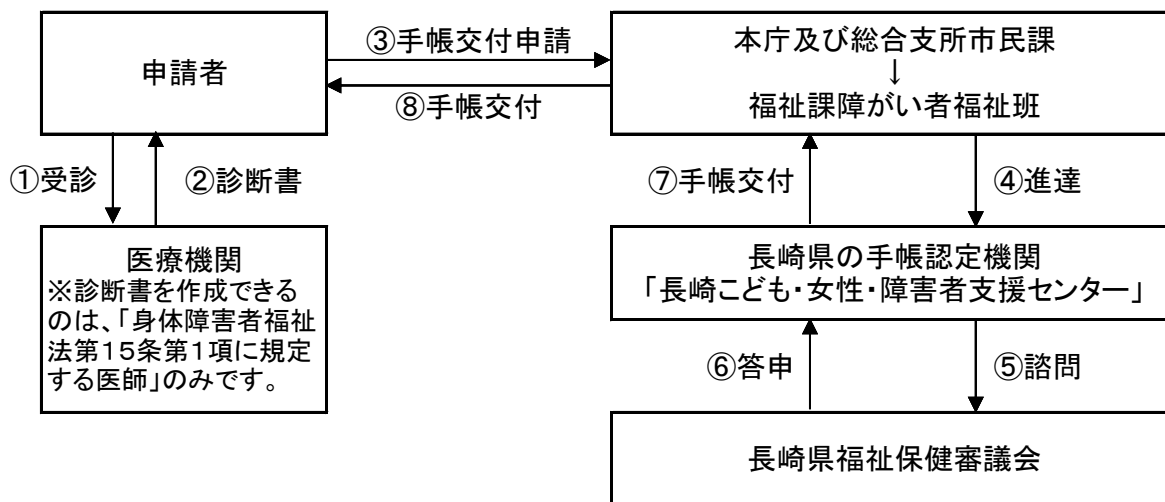 申請者
③手帳交付申請
⑧手帳交付
本庁及び総合支所市民課
↓
福祉課障がい者福祉班
①受診
②診断書
⑦手帳交付
④進達
医療機関
※診断書を作成できる
のは、「身体障害者福祉
法第15条第1項に規定
する医師」のみです。
長崎県の手帳認定機関
「長崎こども・女性・障害者支援センター」
⑥答申
⑤諮問
長崎県福祉保健審議会